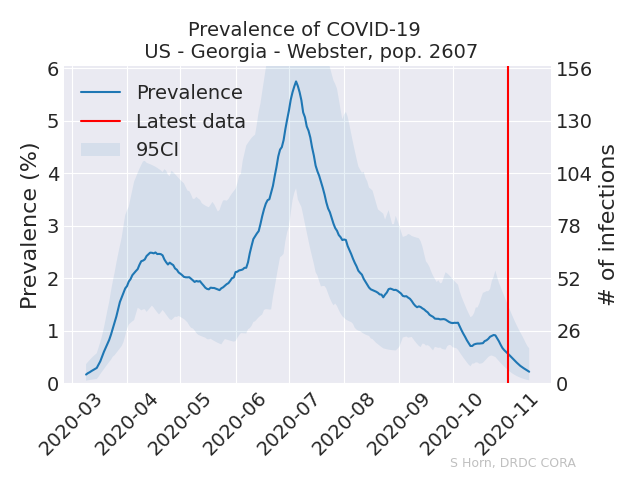 Prevalence of COVID-19
US - Georgia - Webster, pop. 2607
Prevalence (%)
6
5
4
3
2
1
0
Prevalence
Latest data
95CI
156
130
104
78
52
26
0
# of infections
2020-03
2020-04
2020-05
2020-06
2020-07
2020-08
2020-09
2020-10
2020-11
S Horn, DRDC CORA